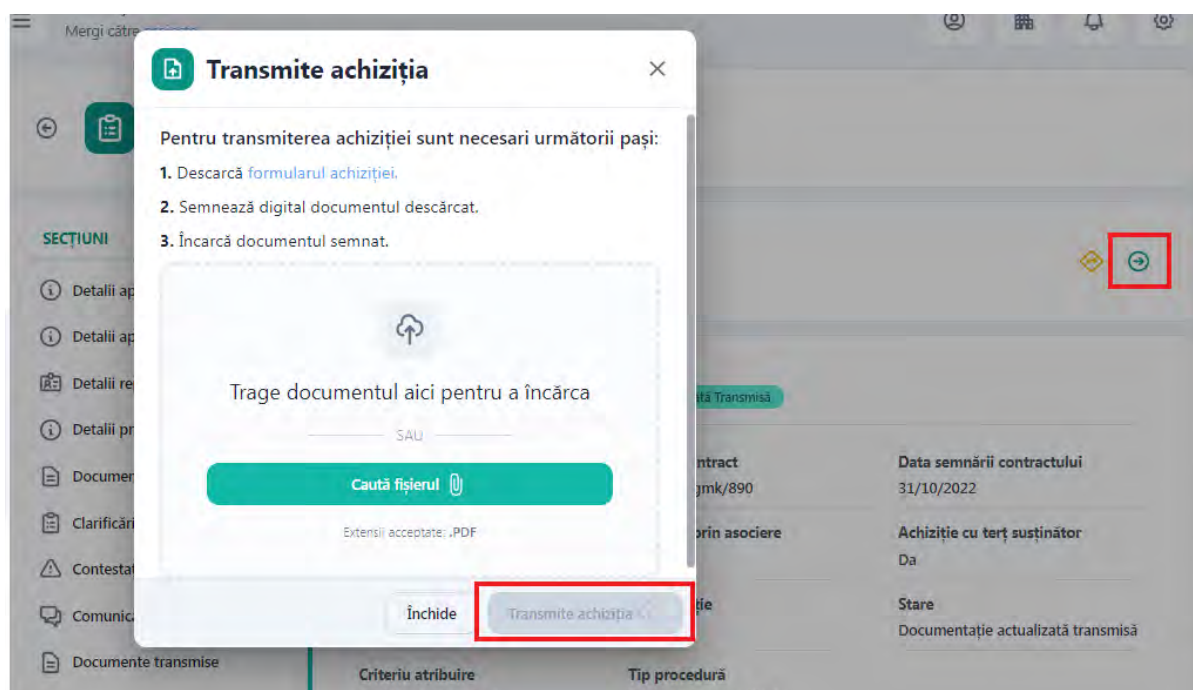 Mergi către
Transmite achiziția
Pentru transmiterea achiziției sunt necesari următorii pași:
1. Descarcă formularul achiziției.
2. Semnează digital documentul descărcat.
3. Încarcă documentul semnat.
Trage documentul aici pentru a încărca
SAU
Caută fișierul
Extensii acceptate: .PDF
Închide
Transmite achiziția
SECȚIUNI
Detalii ap
Detalii ap
Detalii re
Detalii pr
Documen
Clarificări
Contestaț
Comunica
Documente transmise
tă Transmisă
ntract
Data semnării contractului
gmk/890
31/10/2022
prin asociere
Achiziție cu terț susținător
Da
ție
Stare
Documentație actualizată transmisă
Criteriu atribuire
Tip procedură